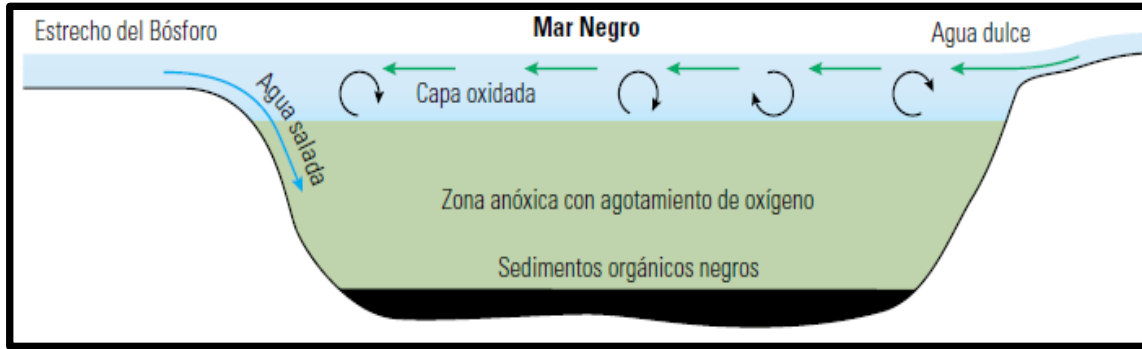 Estrecho del Bósforo
Mar Negro
Agua dulce
Agua salada
Capa oxidada
Zona anóxica con agotamiento de oxígeno
Sedimentos orgánicos negros